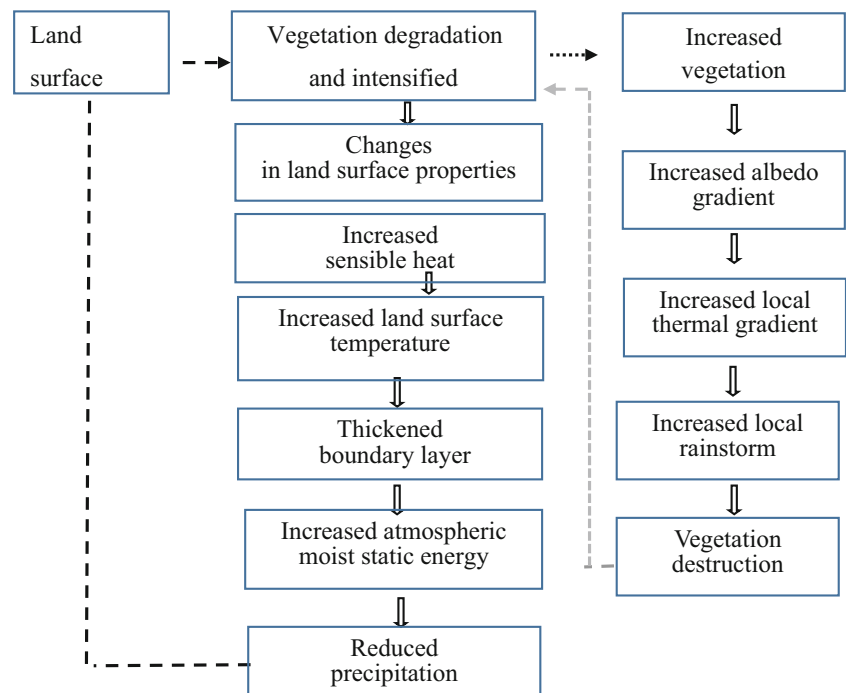 Land
surface
Vegetation degradation
and intensified
Changes
in land surface properties
Increased
sensible heat
Increased land surface
temperature
Thickened
boundary layer
Increased atmospheric
moist static energy
Reduced
precipitation
Increased
vegetation
Increased albedo
gradient
Increased local
thermal gradient
Increased local
rainstorm
Vegetation
destruction